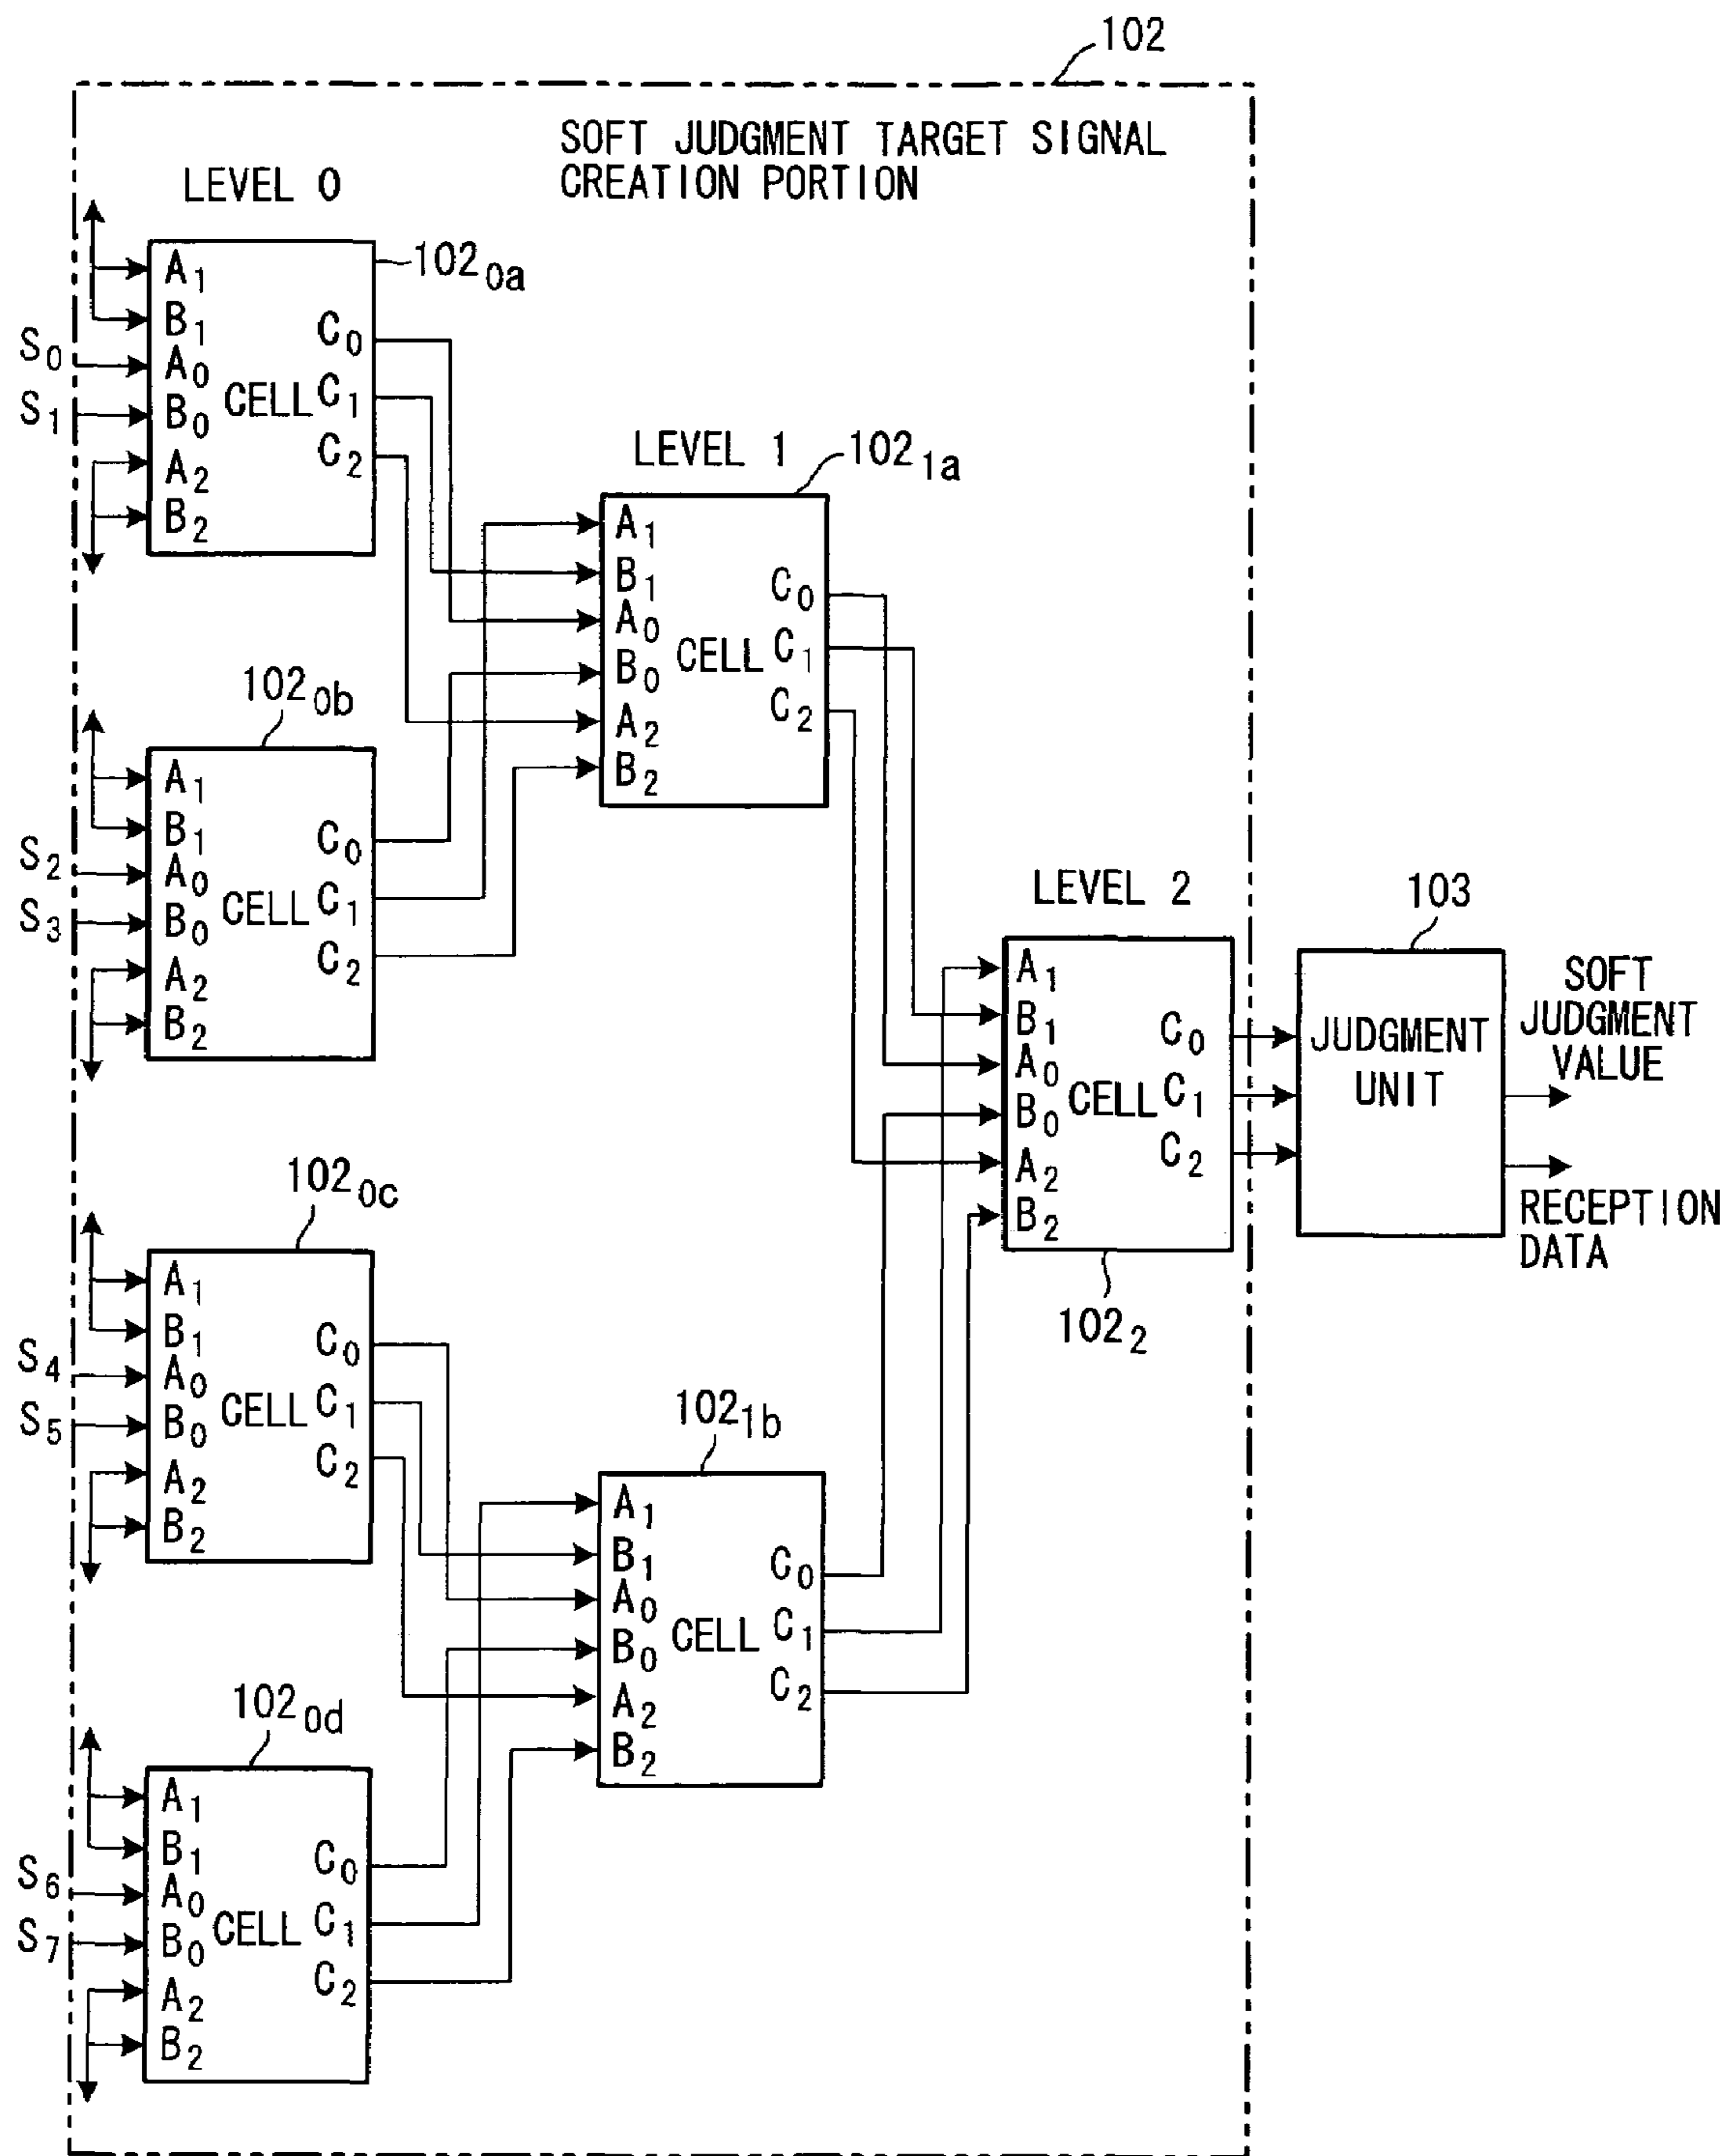 102
SOFT JUDGMENT TARGET SIGNAL
CREATION PORTION
LEVEL 0
102 0a
A1
B1
S0
A0
S1
B0
A2
B2
CELL
C0
C1
C2
LEVEL 1
102 1a
A1
B1
A0
B0
A2
B2
CELL
C0
C1
C2
102 0b
A1
B1
S2
A0
S3
B0
A2
B2
CELL
C0
C1
C2
LEVEL 2
A1
B1
A0
B0
A2
B2
CELL
C0
C1
C2
102 2
103
JUDGMENT
UNIT
SOFT
JUDGMENT
VALUE
RECEPTION
DATA
102 0c
A1
B1
S4
A0
S5
B0
A2
B2
CELL
C0
C1
C2
102 1b
A1
B1
A0
B0
A2
B2
CELL
C0
C1
C2
102 0d
A1
B1
S6
A0
S7
B0
A2
B2
CELL
C0
C1
C2